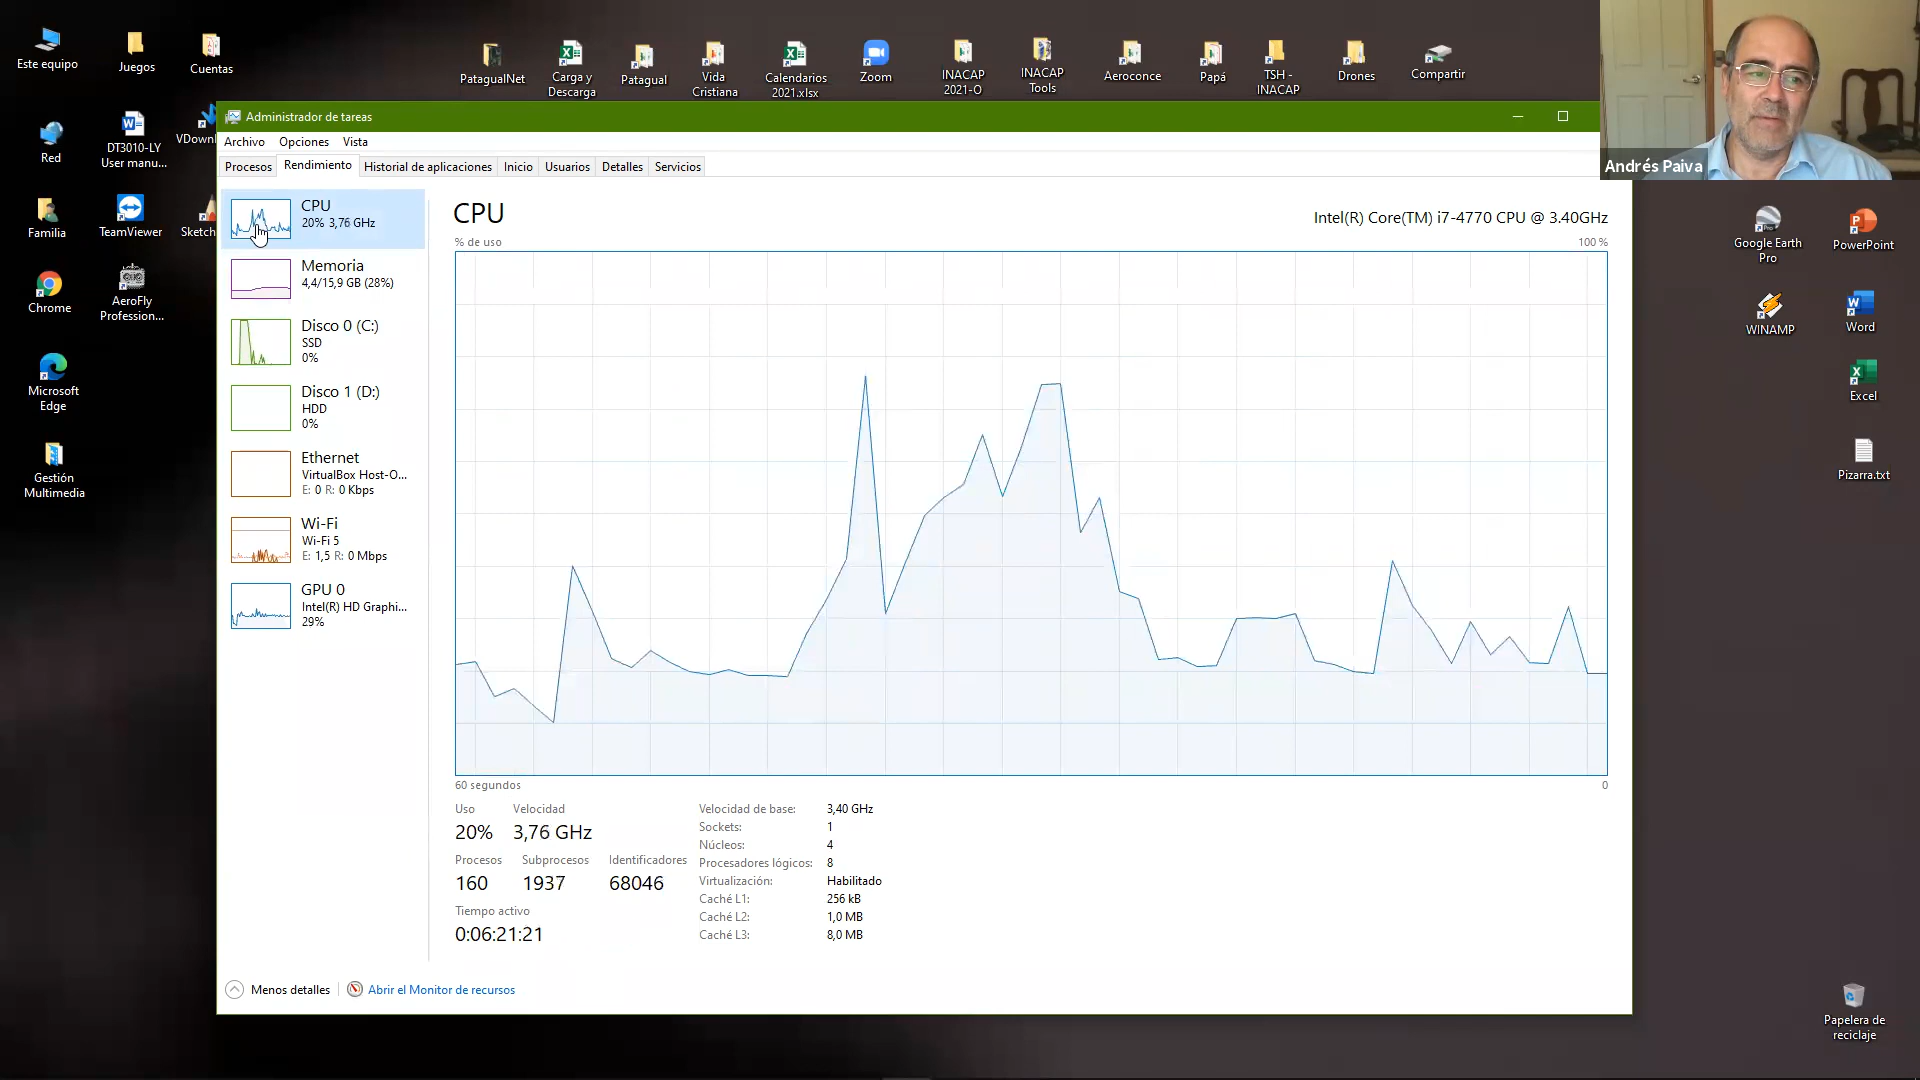 Este equipo
Juegos
Cuentas
PatagualNet
Carga y
Descarga
Patagual
Vida
Cristiana
Calendarios
2021.xlsx
Zoom
INACAP
2021-O
INACAP
Tools
Aeroconce
Papá
TSH -
INACAP
Drones
Compartir
Andrés Paiva
Red
DT3010-LY
User manu...
VDownl
Familia
TeamViewer
Sketch
Chrome
AeroFly
Profession...
Microsoft
Edge
Gestión
Multimedia
Administrador de tareas
Archivo Opciones Vista
Procesos Rendimiento Historial de aplicaciones Inicio Usuarios Detalles Servicios
CPU
20% 3,76 GHz
Memoria
4,4/15,9 GB (28%)
Disco 0 (C:)
SSD
0%
Disco 1 (D:)
HDD
0%
Ethernet
VirtualBox Host-O...
E: 0 R: 0 Kbps
Wi-Fi
Wi-Fi 5
E: 1,5 R: 0 Mbps
GPU 0
Intel(R) HD Graphi...
29%
CPU
Intel(R) Core(TM) i7-4770 CPU @ 3.40GHz
% de uso
100 %
60 segundos
0
Uso Velocidad
20% 3,76 GHz
Procesos Subprocesos Identificadores
160 1937 68046
Tiempo activo
0:06:21:21
Velocidad de base: 3,40 GHz
Sockets: 1
Núcleos: 4
Procesadores lógicos: 8
Virtualización: Habilitado
Caché L1: 256 kB
Caché L2: 1,0 MB
Caché L3: 8,0 MB
Menos detalles
Abrir el Monitor de recursos
Google Earth
Pro
PowerPoint
WINAMP
Word
Excel
Pizarra.txt
Papelera de
reciclaje